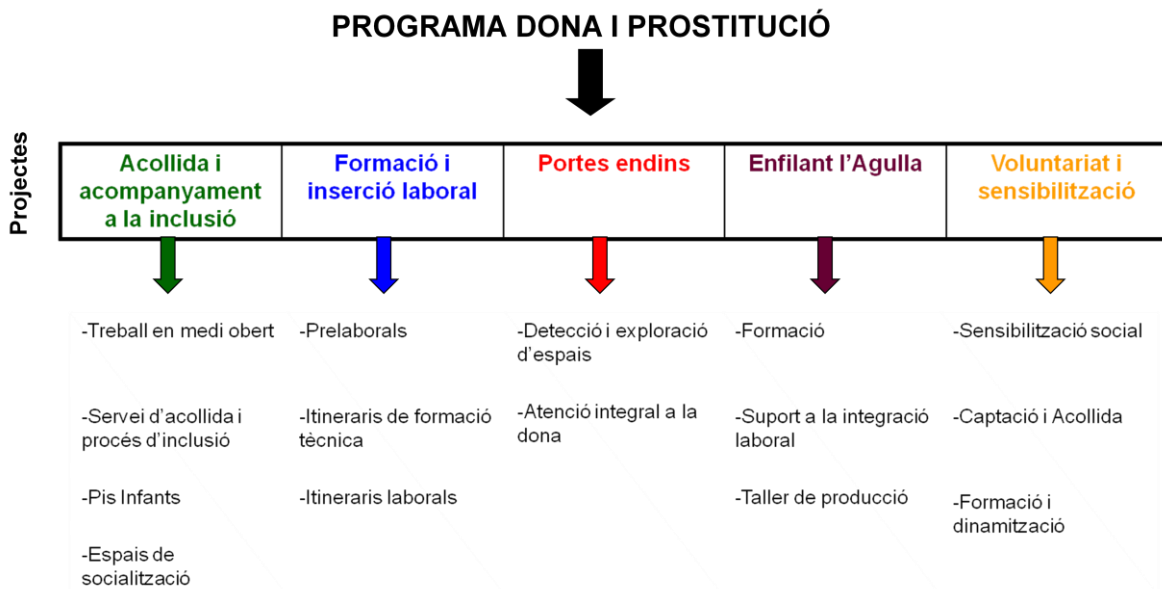 PROGRAMA DONA I PROSTITUCIÓ
Projectes
Acollida i
acompanyament
a la inclusió
Formació i
inserció laboral
Portes endins
Enfilant l'Agulla
Voluntariat i
sensibilització
-Treball en medi obert
-Servei d'acollida i
procés d'inclusió
-Pis Infants
-Espais de
socialització
-Prelaborals
-Itineraris de formació
tècnica
-Itineraris laborals
-Detecció i exploració
d'espais
-Atenció integral a la
dona
-Formació
-Suport a la integració
laboral
-Taller de producció
-Sensibilització social
-Captació i Acollida
-Formació i
dinamització